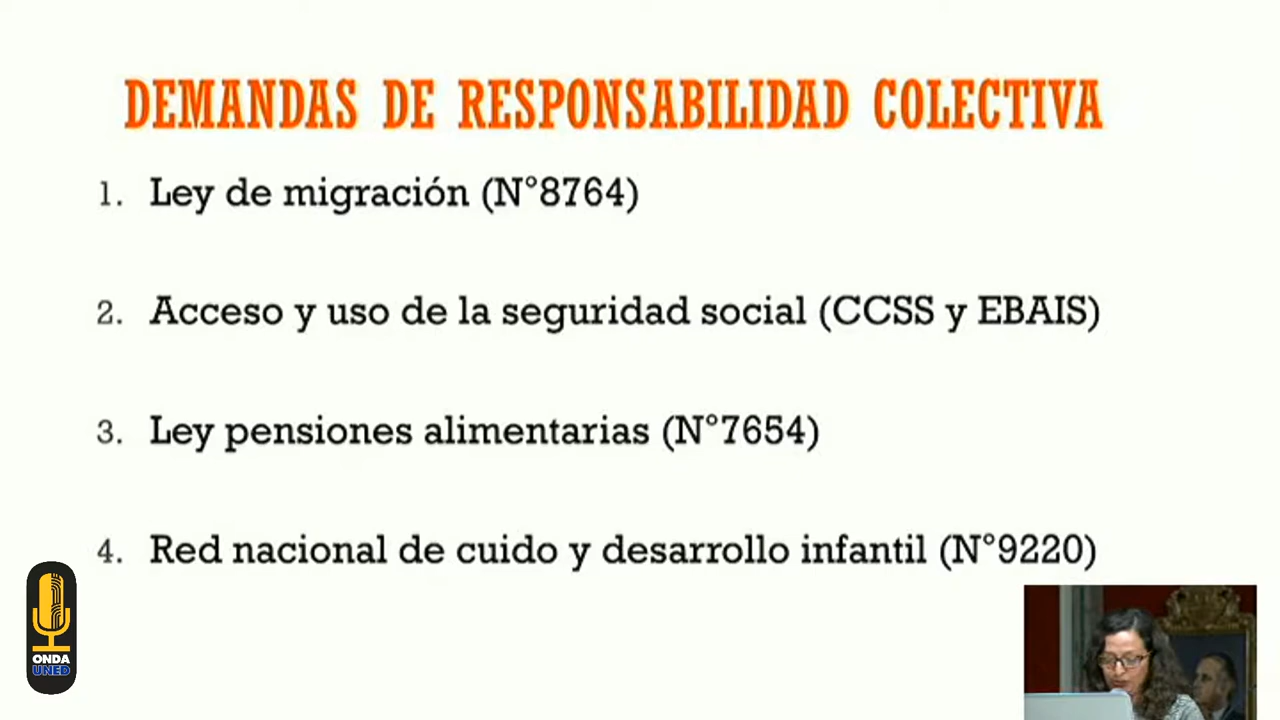 DEMANDAS DE RESPONSABILIDAD COLECTIVA
1. Ley de migración (N°8764)
2. Acceso y uso de la seguridad social (CCSS y EBAIS)
3. Ley pensiones alimentarias (N°7654)
4. Red nacional de cuido y desarrollo infantil (N°9220)
ONDA
UNED